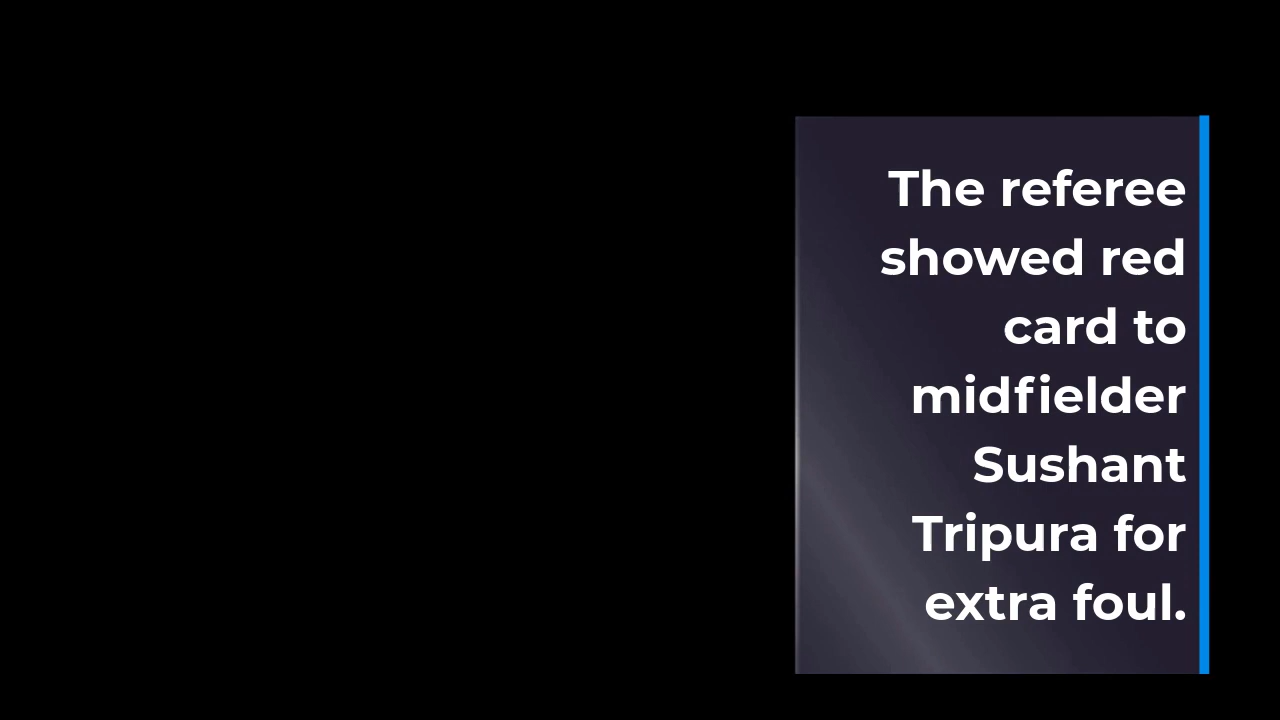 The referee
showed red
card to
midfielder
Sushant
Tripura for
extra foul.